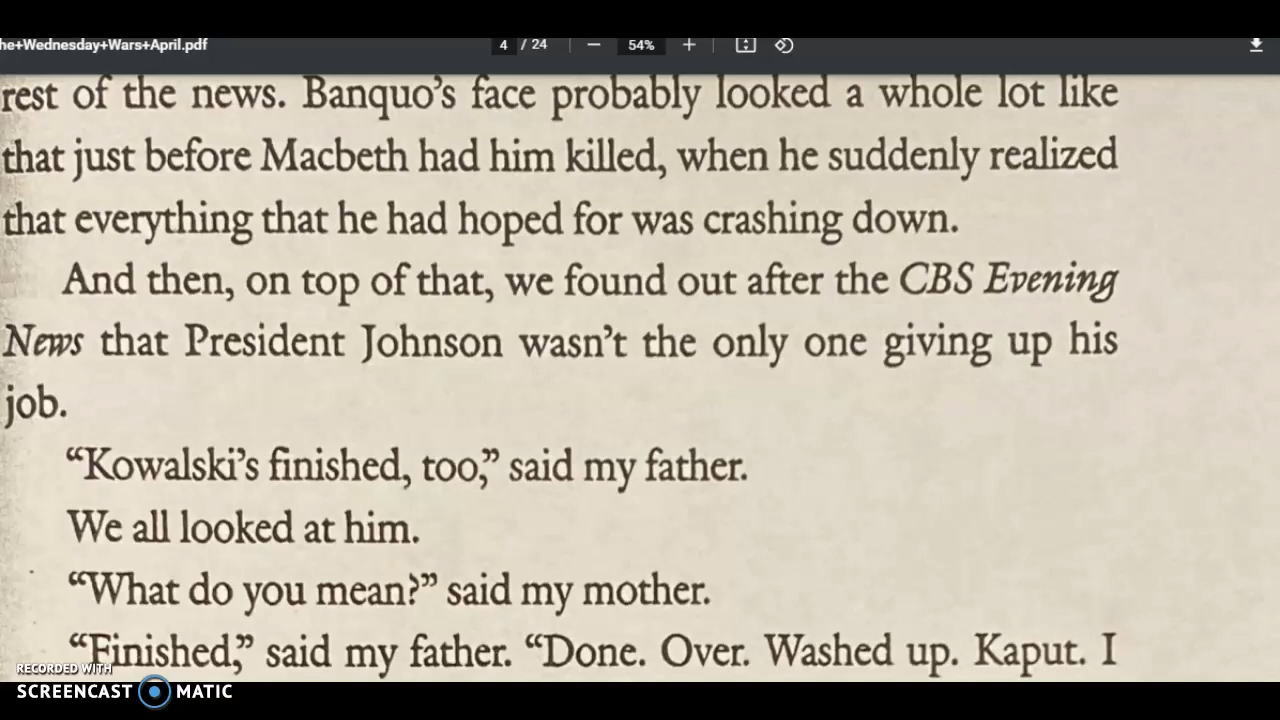 he+Wednesday+Wars+April.pdf 4 / 24 54%
rest of the news. Banquo's face probably looked a whole lot like
that just before Macbeth had him killed, when he suddenly realized
that everything that he had hoped for was crashing down.
And then, on top of that, we found out after the CBS Evening
News that President Johnson wasn't the only one giving up his
job.
“Kowalski's finished, too,” said my father.
We all looked at him.
“What do you mean?” said my mother.
“Finished,” said my father. “Done. Over. Washed up. Kaput. I
RECORDED WITH
SCREENCAST MATIC